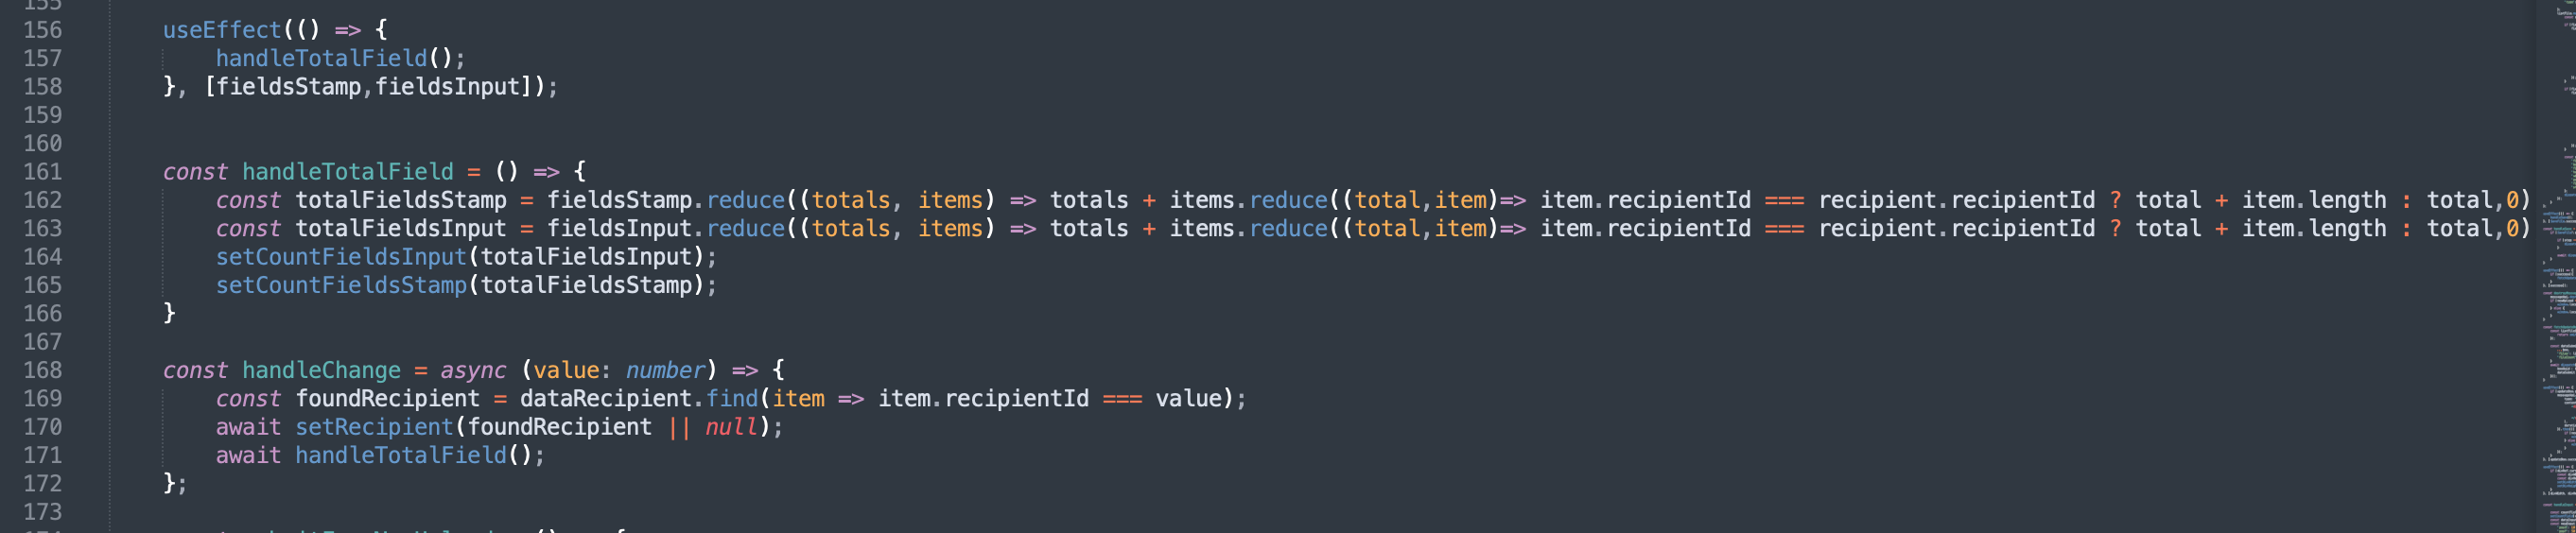 155
156 useEffect(() => {
157 handleTotalField();
158 }, [fieldsStamp,fieldsInput]);
159
160
161 const handleTotalField = () => {
162 const totalFieldsStamp = fieldsStamp.reduce((totals, items) => totals + items.reduce((total,item)=> item.recipientId === recipient.recipientId ? total + item.length : total,0)
163 const totalFieldsInput = fieldsInput.reduce((totals, items) => totals + items.reduce((total,item)=> item.recipientId === recipient.recipientId ? total + item.length : total,0)
164 setCountFieldsInput(totalFieldsInput);
165 setCountFieldsStamp(totalFieldsStamp);
166 }
167
168 const handleChange = async (value: number) => {
169 const foundRecipient = dataRecipient.find(item => item.recipientId === value);
170 await setRecipient(foundRecipient || null);
171 await handleTotalField();
172 };
173